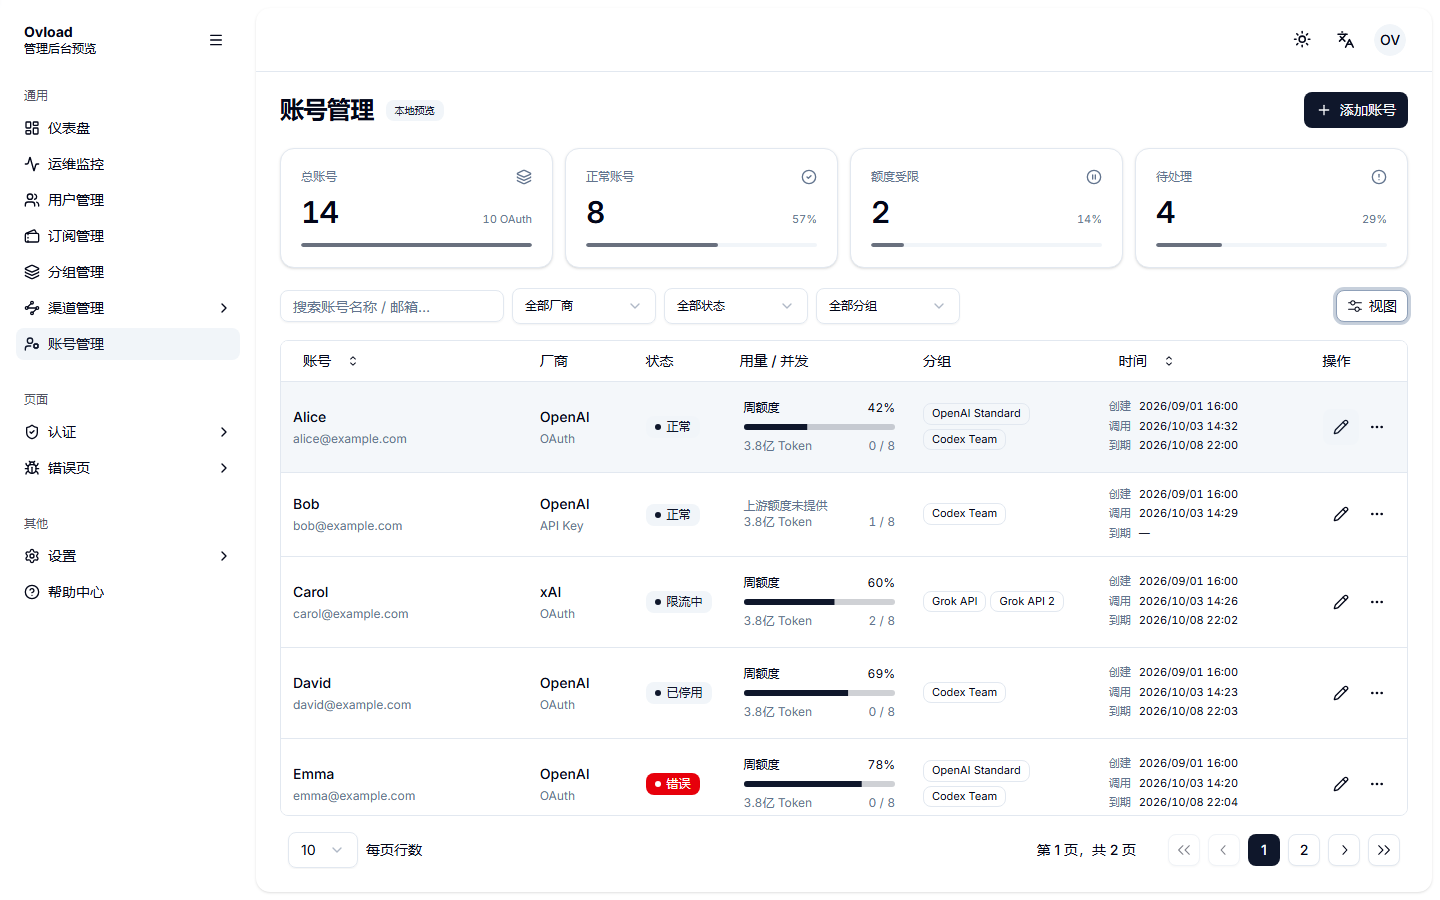 Ovload
管理后台预览
通用
仪表盘
运维监控
用户管理
订阅管理
分组管理
渠道管理
账号管理
页面
认证
错误页
其他
设置
帮助中心
OV
账号管理 本地预览
添加账号
总账号
14 10 OAuth
正常账号
8 57%
额度受限
2 14%
待处理
4 29%
搜索账号名称 / 邮箱... 全部厂商 全部状态 全部分组 视图
账号 厂商 状态 用量 / 并发 分组 时间 操作
Alice
alice@example.com
OpenAI
OAuth
正常
周额度 42%
3.8亿 Token 0 / 8
OpenAI Standard
Codex Team
创建 2026/09/01 16:00
调用 2026/10/03 14:32
到期 2026/10/08 22:00
Bob
bob@example.com
OpenAI
API Key
正常
上游额度未提供
3.8亿 Token 1 / 8
Codex Team
创建 2026/09/01 16:00
调用 2026/10/03 14:29
到期 —
Carol
carol@example.com
xAI
OAuth
限流中
周额度 60%
3.8亿 Token 2 / 8
Grok API Grok API 2
创建 2026/09/01 16:00
调用 2026/10/03 14:26
到期 2026/10/08 22:02
David
david@example.com
OpenAI
OAuth
已停用
周额度 69%
3.8亿 Token 0 / 8
Codex Team
创建 2026/09/01 16:00
调用 2026/10/03 14:23
到期 2026/10/08 22:03
Emma
emma@example.com
OpenAI
OAuth
错误
周额度 78%
3.8亿 Token 0 / 8
OpenAI Standard
Codex Team
创建 2026/09/01 16:00
调用 2026/10/03 14:20
到期 2026/10/08 22:04
10 每页行数
第 1 页，共 2 页
1 2